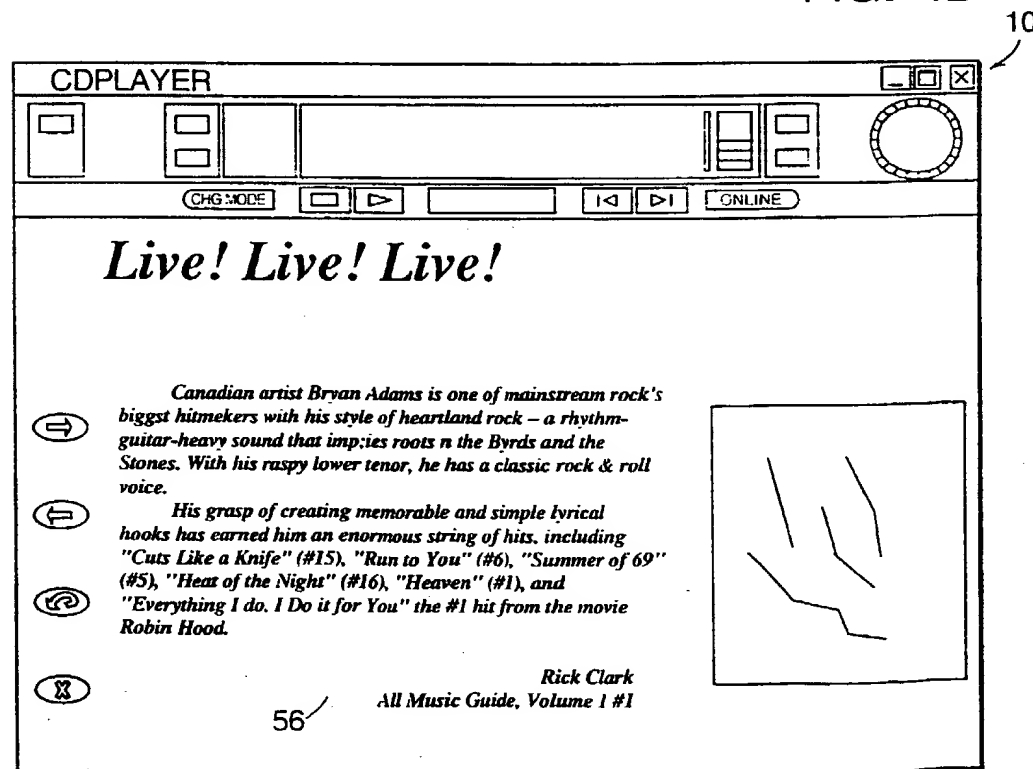 10
CDPLAYER
CHG MODE
ONLINE
Live! Live! Live!
Canadian artist Bryan Adams is one of mainstream rock's
biggst hitmekers with his style of heartland rock – a rhythm-
guitar-heavy sound that imp;ies roots n the Byrds and the
Stones. With his raspy lower tenor, he has a classic rock & roll
voice.
His grasp of creating memorable and simple lyrical
hooks has earned him an enormous string of hits, including
"Cuts Like a Knife" (#15), "Run to You" (#6), "Summer of 69"
(#5), "Heat of the Night" (#16), "Heaven" (#1), and
"Everything I do. I Do it for You" the #1 hit from the movie
Robin Hood.
Rick Clark
All Music Guide, Volume 1 #1
56